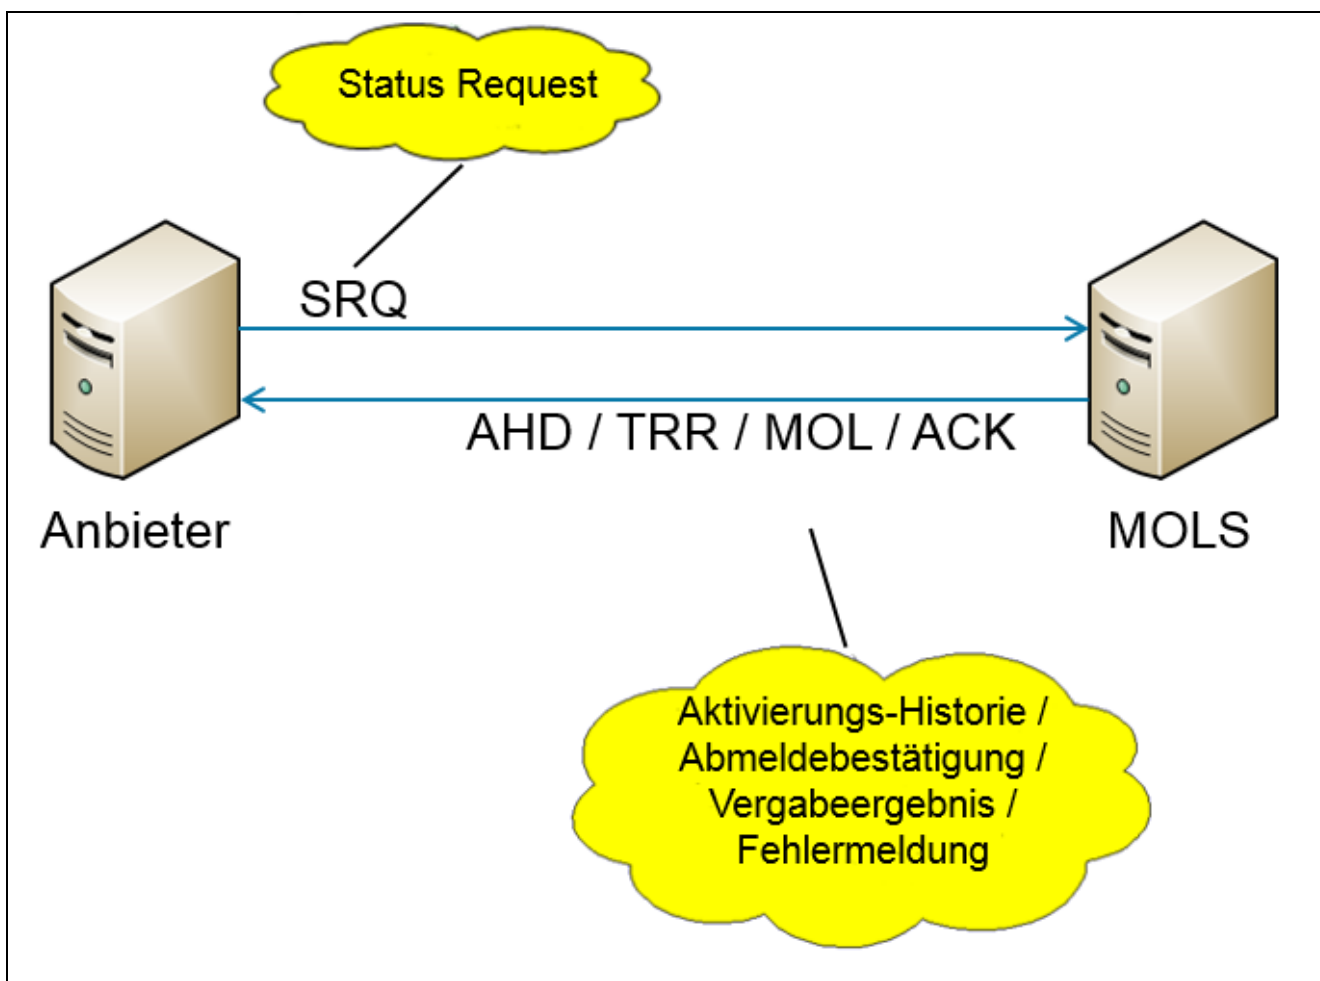 Status Request
SRQ
AHD / TRR / MOL / ACK
Anbieter
MOLS
Aktivierungs-Historie /
Abmeldebestätigung /
Vergabeergebnis /
Fehlermeldung